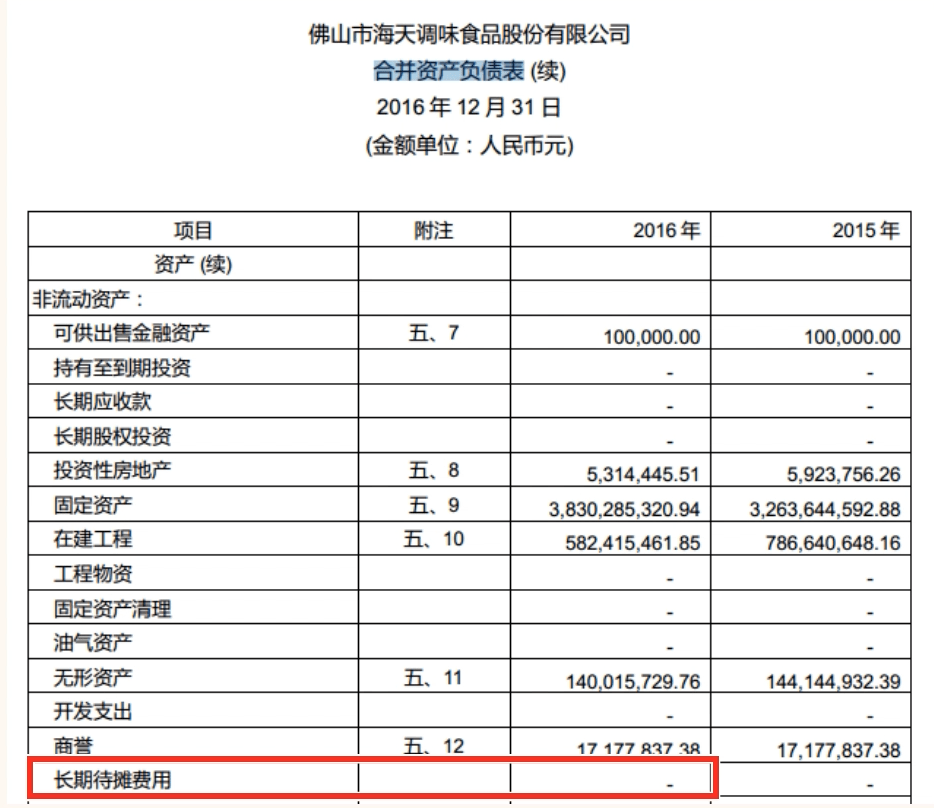 佛山市海天调味食品股份有限公司
合并资产负债表 (续)
2016 年 12 月 31 日
(金额单位：人民币元)
项目 附注 2016 年 2015 年
资产 (续)
非流动资产：
可供出售金融资产 五、7 100,000.00 100,000.00
持有至到期投资 - -
长期应收款 - -
长期股权投资 - -
投资性房地产 五、8 5,314,445.51 5,923,756.26
固定资产 五、9 3,830,285,320.94 3,263,644,592.88
在建工程 五、10 582,415,461.85 786,640,648.16
工程物资 - -
固定资产清理 - -
油气资产 - -
无形资产 五、11 140,015,729.76 144,144,932.39
开发支出 - -
商誉 五、12 17,177,837.38 17,177,837.38
长期待摊费用 - -